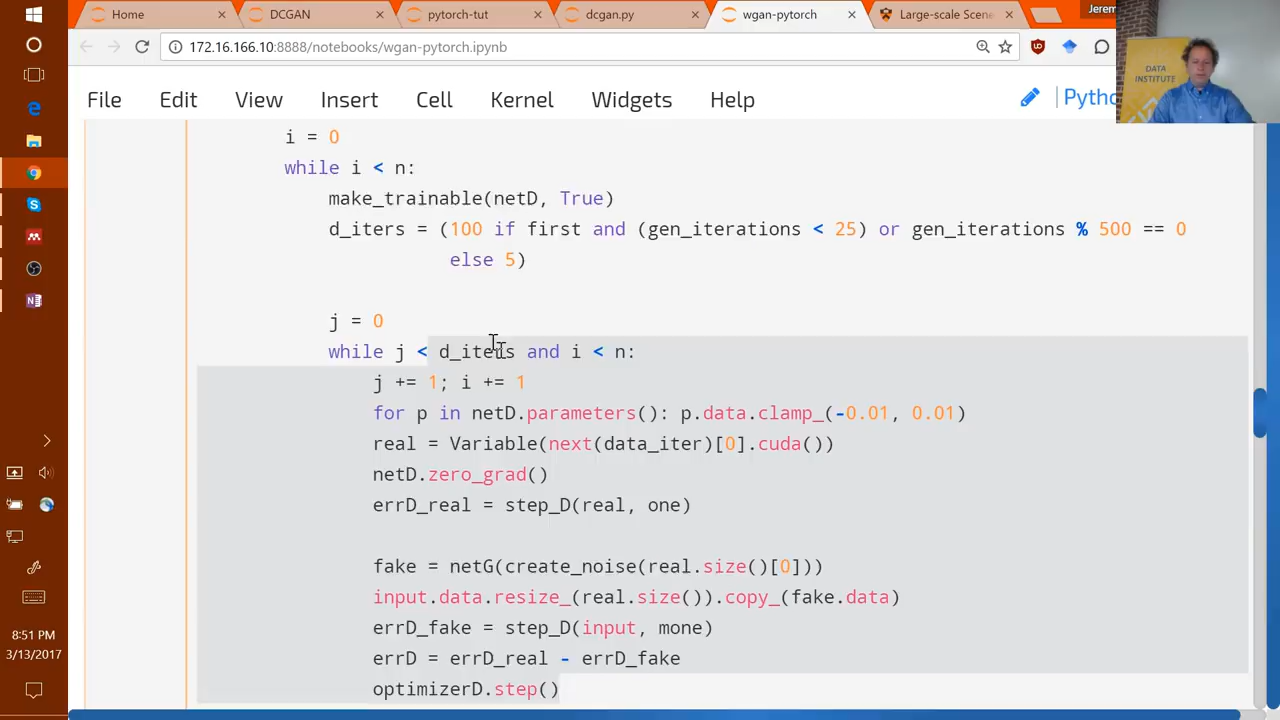 Home
DCGAN
pytorch-tut
dcgan.py
wgan-pytorch
Large-scale Scene
Jerem
172.16.166.10:8888/notebooks/wgan-pytorch.ipynb
DATA
INSTITUTE
File Edit View Insert Cell Kernel Widgets Help
Pytho
i = 0
while i < n:
make_trainable(netD, True)
d_iters = (100 if first and (gen_iterations < 25) or gen_iterations % 500 == 0
else 5)
j = 0
while j < d_iters and i < n:
j += 1; i += 1
for p in netD.parameters(): p.data.clamp_(-0.01, 0.01)
real = Variable(next(data_iter)[0].cuda())
netD.zero_grad()
errD_real = step_D(real, one)
fake = netG(create_noise(real.size()[0]))
input.data.resize_(real.size()).copy_(fake.data)
errD_fake = step_D(input, mone)
errD = errD_real - errD_fake
optimizerD.step()
8:51 PM
3/13/2017